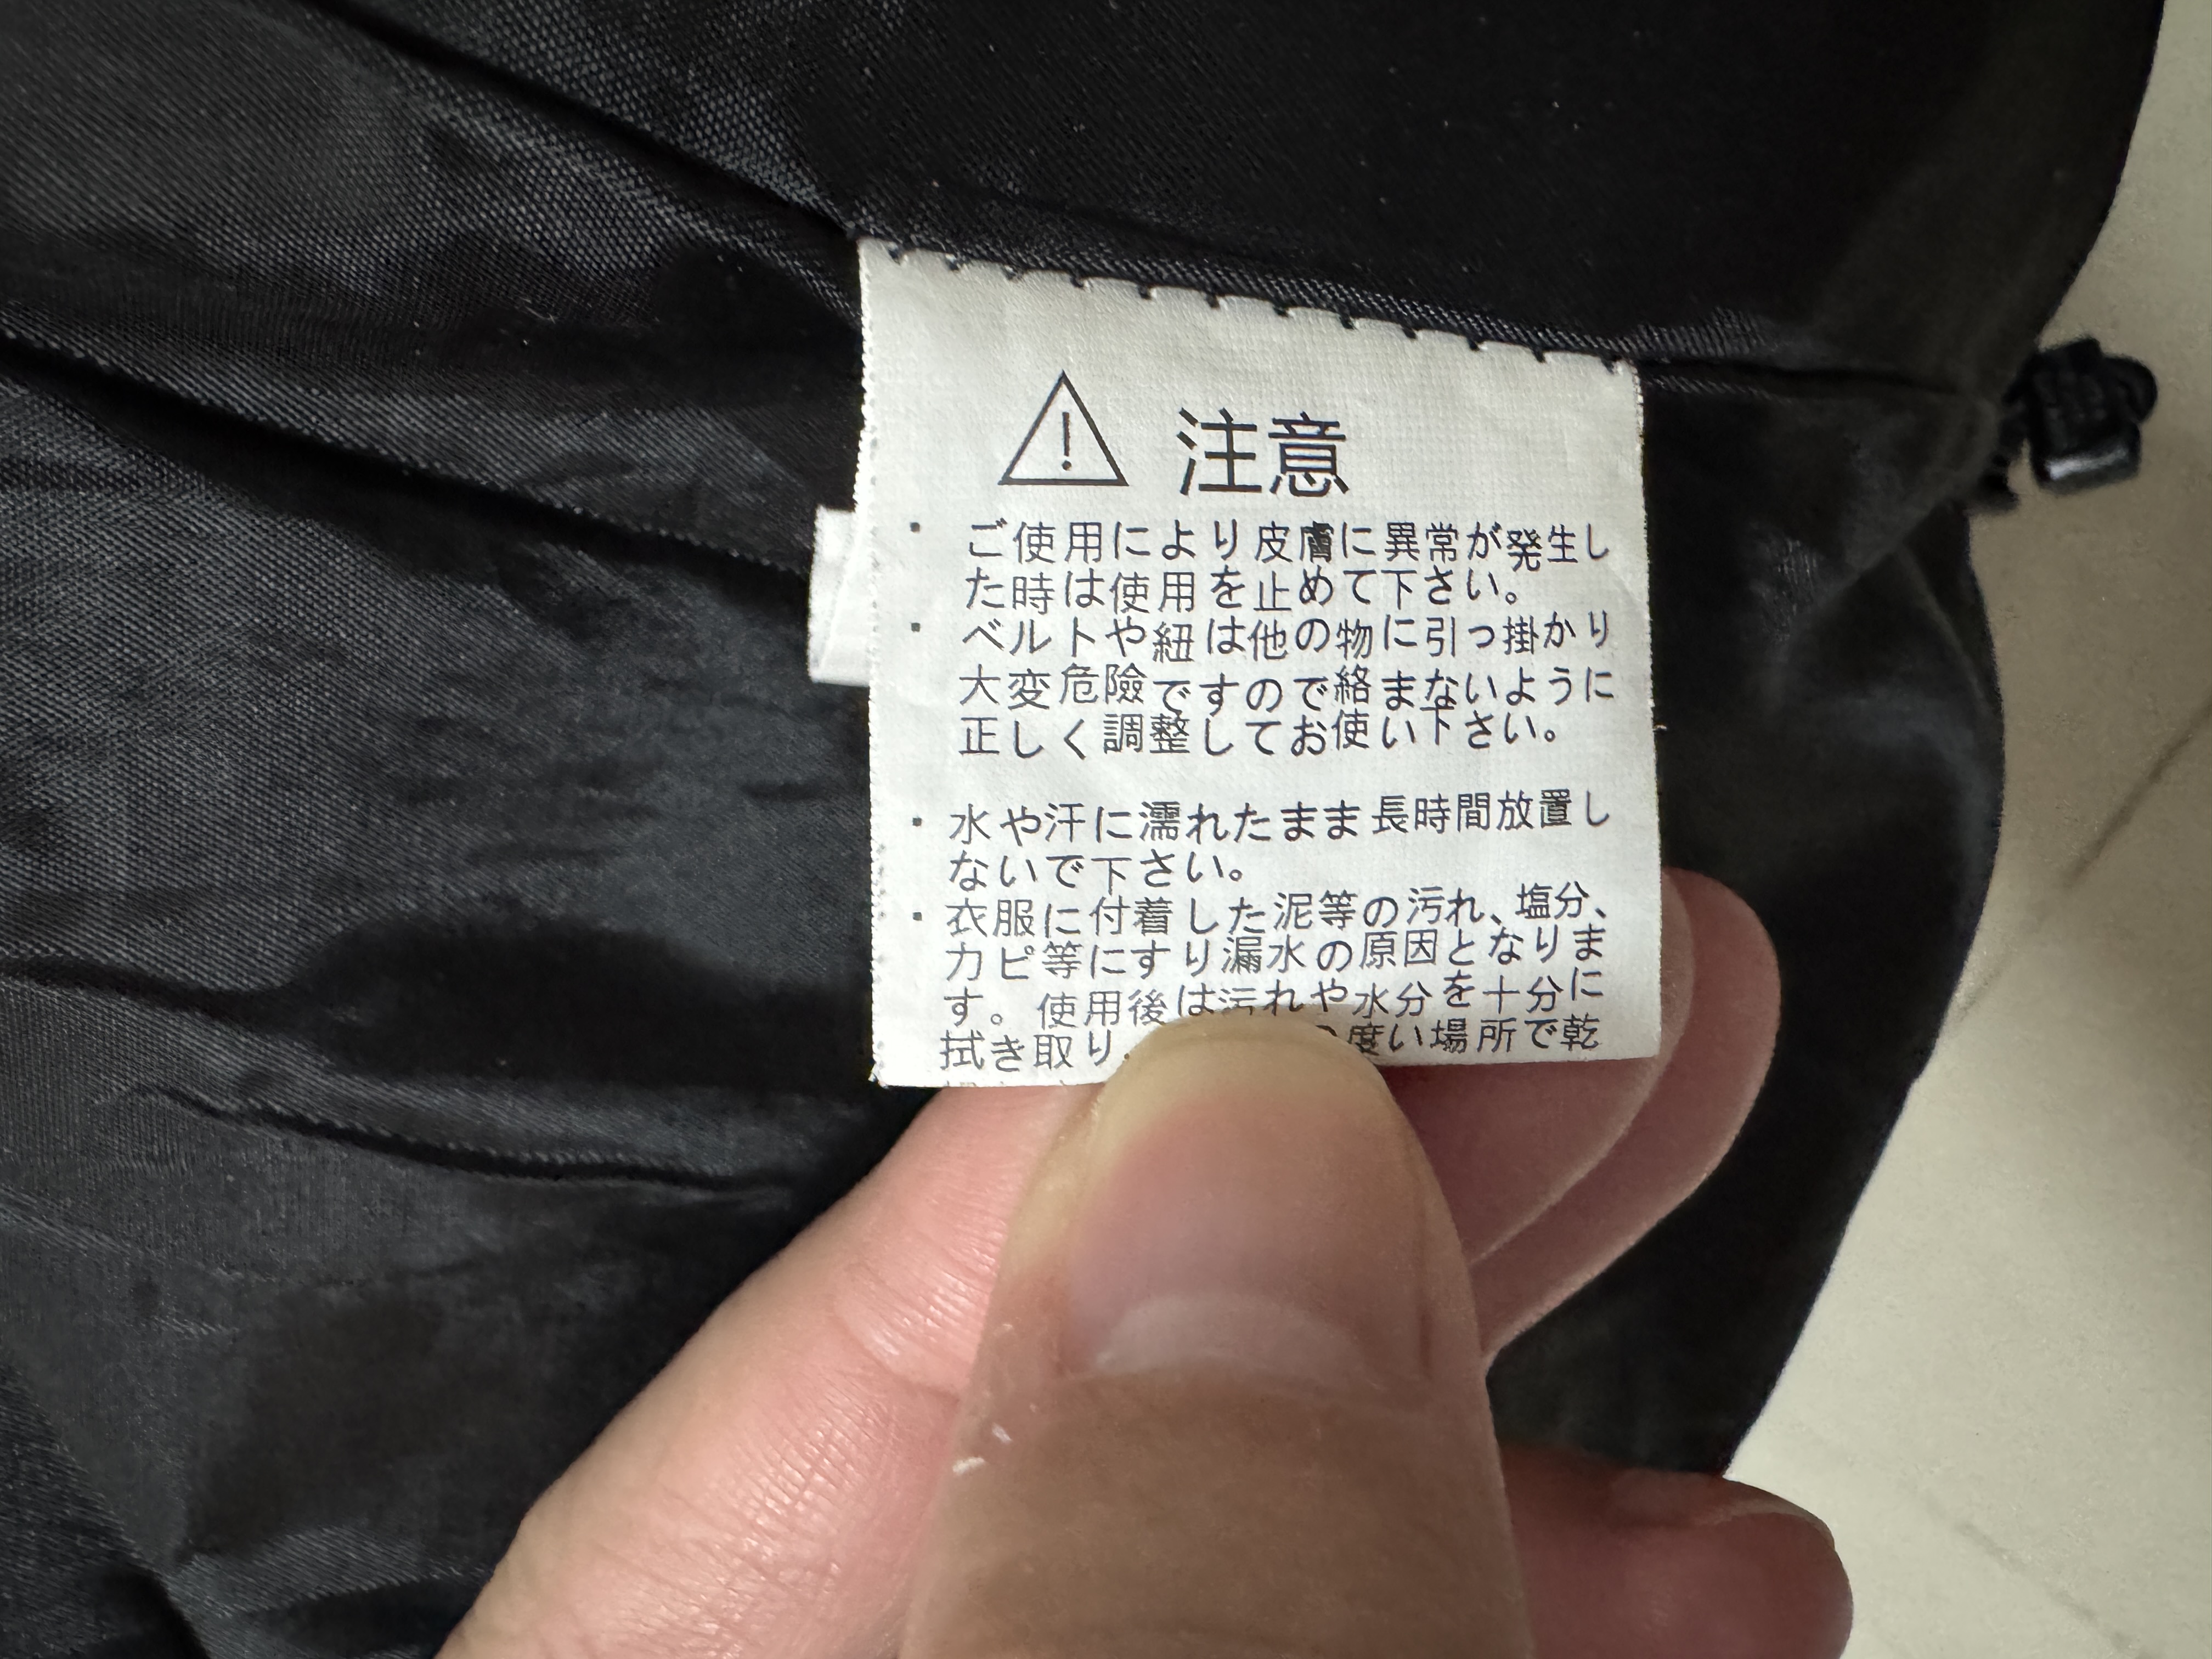 注意
・ご使用により皮膚に異常が発生し
た時は使用を止めて下さい。
・ベルトや紐は他の物に引っ掛かり
大変危険ですので絡まないように
正しく調整してお使い下さい。
・水や汗に濡れたまま長時間放置し
ないで下さい。
・衣服に付着した泥等の汚れ、塩分、
カピ等にすり漏水の原因となりま
す。使用後は汚れや水分を十分に
拭き取り 度い場所で乾